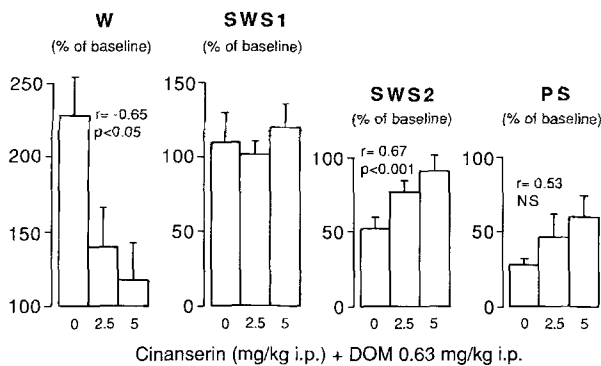 W
(% of baseline)
250
200
150
100
r= -0.65
p<0.05
0 2.5 5
SWS1
(% of baseline)
150
100
50
0
0 2.5 5
SWS2
(% of baseline)
100
50
0
r= 0.67
p<0.001
0 2.5 5
PS
(% of baseline)
100
50
0
r= 0.53
NS
0 2.5 5
Cinanserin (mg/kg i.p.) + DOM 0.63 mg/kg i.p.